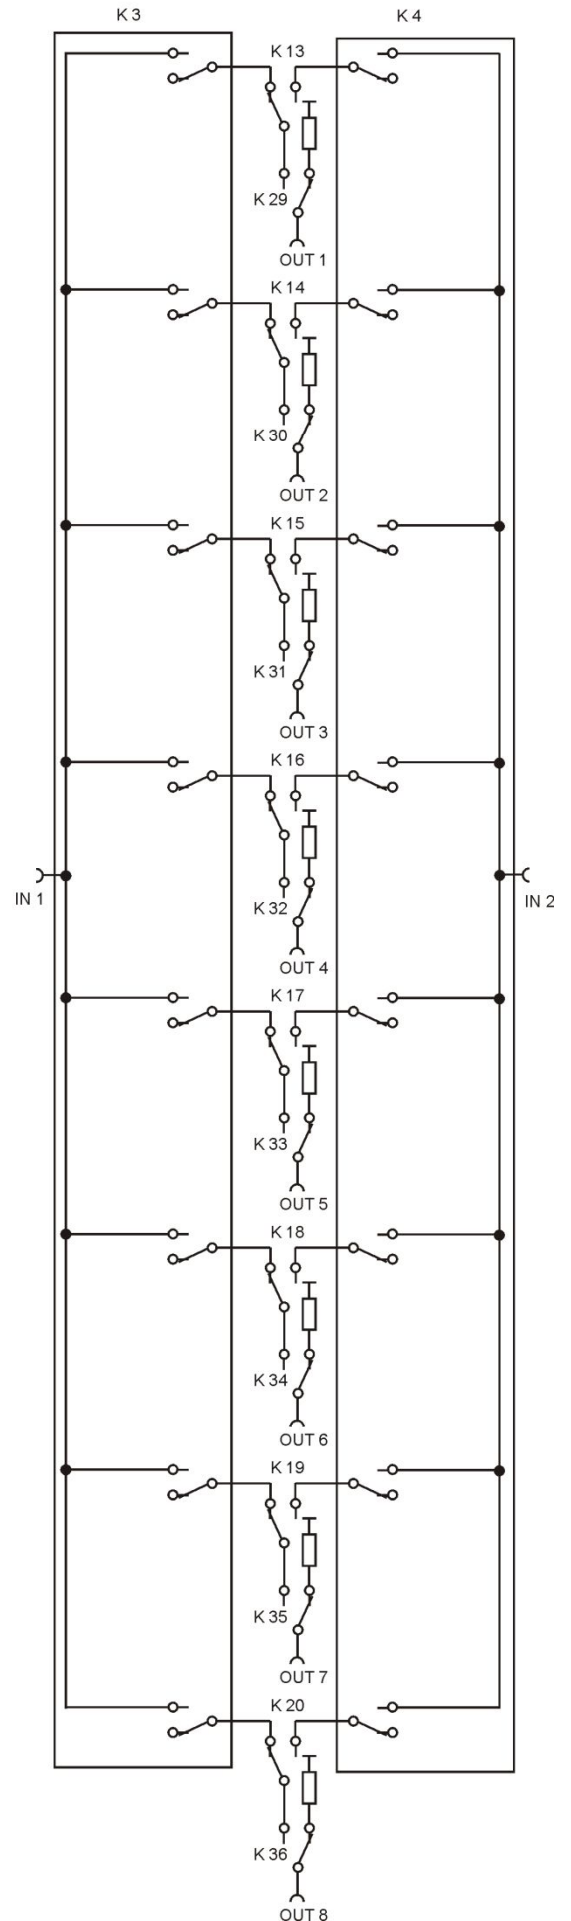 K 3
K 4
K 13
K 29
OUT 1
K 14
K 30
OUT 2
K 15
K 31
OUT 3
K 16
K 32
IN 1
IN 2
OUT 4
K 17
K 33
OUT 5
K 18
K 34
OUT 6
K 19
K 35
OUT 7
K 20
K 36
OUT 8